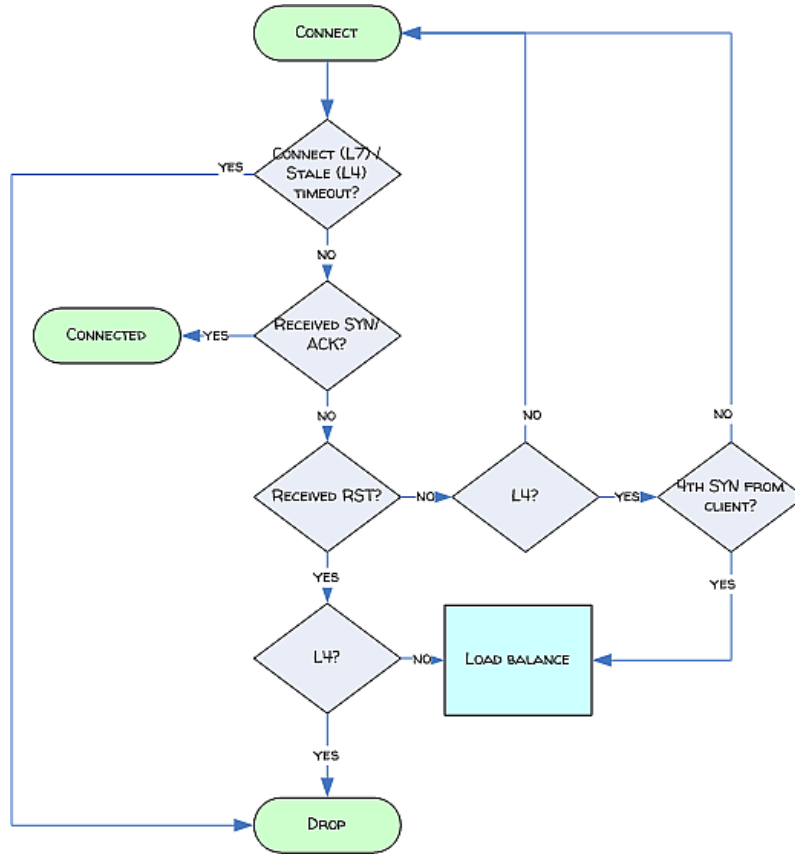 Connect
Connect (L7) /
Stale (L4)
timeout?
YES
NO
Received SYN/
ACK?
YES
Connected
NO
Received RST?
NO
L4?
NO
YES
4th SYN from
client?
NO
YES
YES
L4?
NO
Load balance
YES
Drop